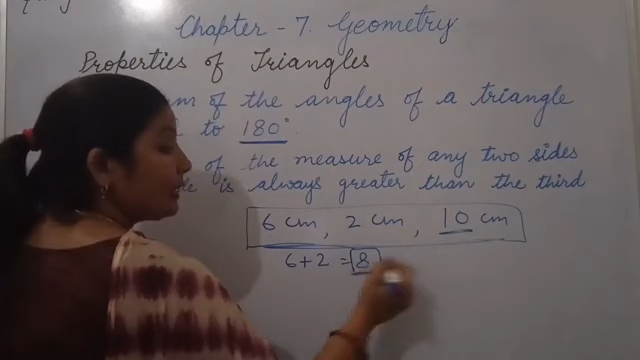 Chapter - 7. Geometry
Properties of Triangles
of the angles of a triangle
to 180°
of the measure of any two sides
is always greater than the third
6 cm, 2 cm, 10 cm
6+2 = 8